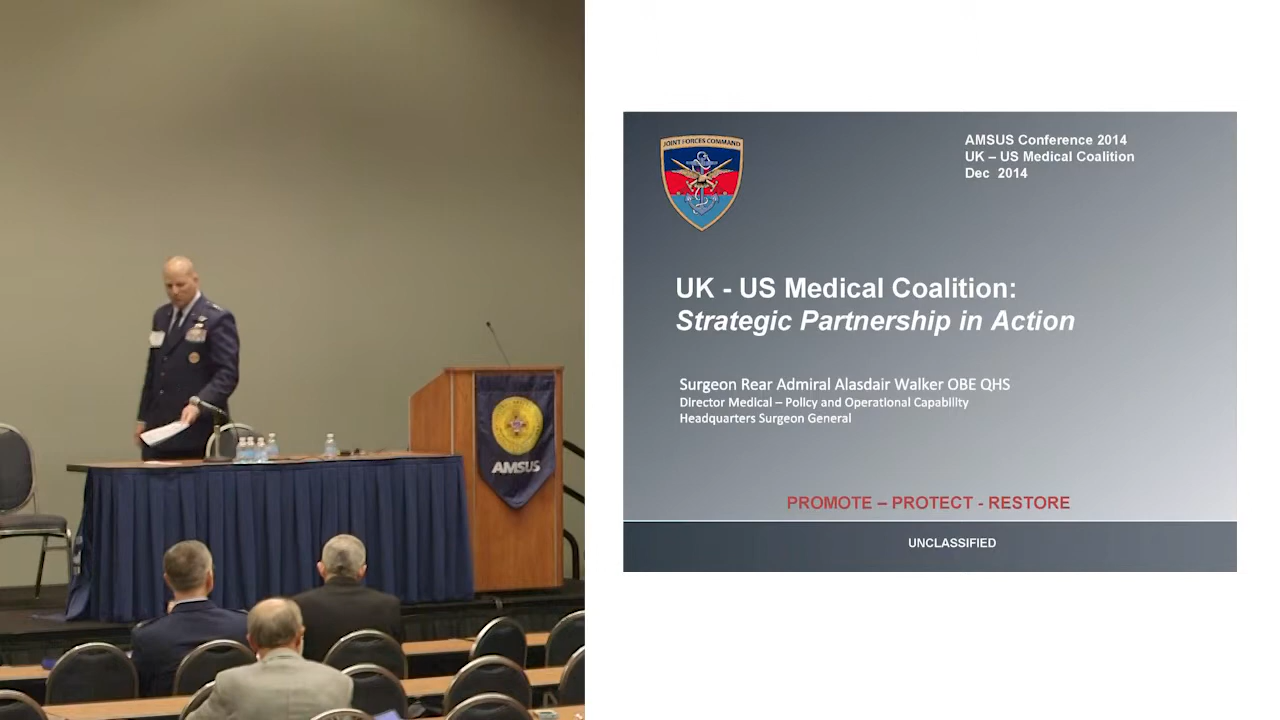 JOINT FORCES COMMAND
AMSUS Conference 2014
UK – US Medical Coalition
Dec 2014
UK - US Medical Coalition:
Strategic Partnership in Action
Surgeon Rear Admiral Alasdair Walker OBE QHS
Director Medical – Policy and Operational Capability
Headquarters Surgeon General
PROMOTE – PROTECT - RESTORE
UNCLASSIFIED
AMSUS